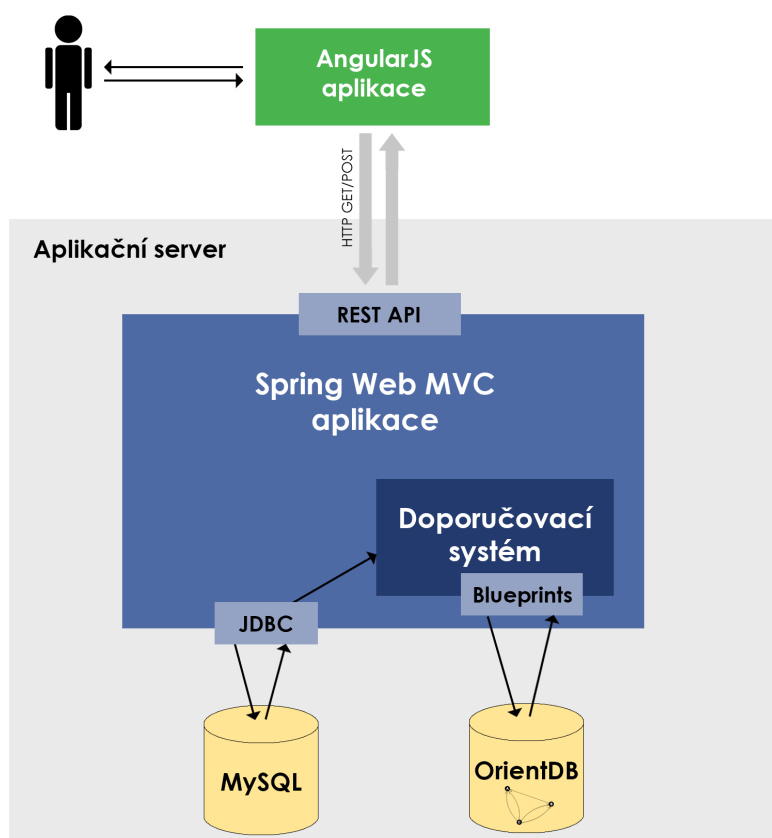 AngularJS
aplikace
HTTP GET/POST
Aplikační server
REST API
Spring Web MVC
aplikace
Doporučovací
systém
Blueprints
JDBC
MySQL
OrientDB